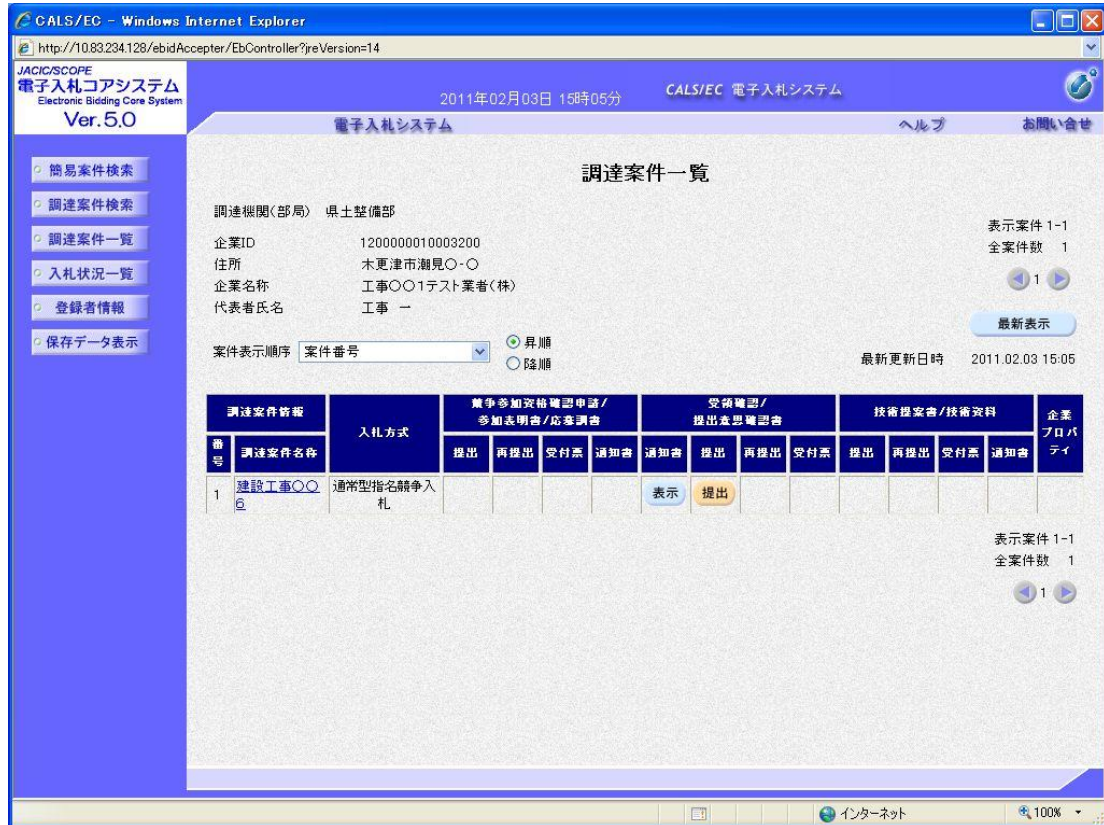 CALS/EC - Windows Internet Explorer
http://10.83.234.128/ebidAccepter/EbController?jreVersion=14
JACIC/SCOPE
電子入札コアシステム
Electronic Bidding Core System
Ver.5.0
2011年02月03日 15時05分
CALS/EC 電子入札システム
電子入札システム
ヘルプ
お問い合せ
簡易案件検索
調達案件検索
調達案件一覧
入札状況一覧
登録者情報
保存データ表示
調達案件一覧
調達機関(部局) 県土整備部
企業ID 1200000010003200
住所 木更津市潮見〇-〇
企業名称 工事〇〇1テスト業者(株)
代表者氏名 工事 一
表示案件 1-1
全案件数 1
1
最新表示
案件表示順序 案件番号
昇順
降順
最新更新日時 2011.02.03 15:05
調達案件情報
入札方式
競争参加資格確認申請/
参加表明書/応募調書
受領確認/
提出意思確認書
技術提案書/技術資料
企業
プロパ
ティ
番
号
調達案件名称
提出 再提出 受付票 通知書 通知書 提出 再提出 受付票 提出 再提出 受付票 通知書
1 建設工事〇〇 通常型指名競争入
6 札
表示 提出
表示案件 1-1
全案件数 1
1
インターネット
100%